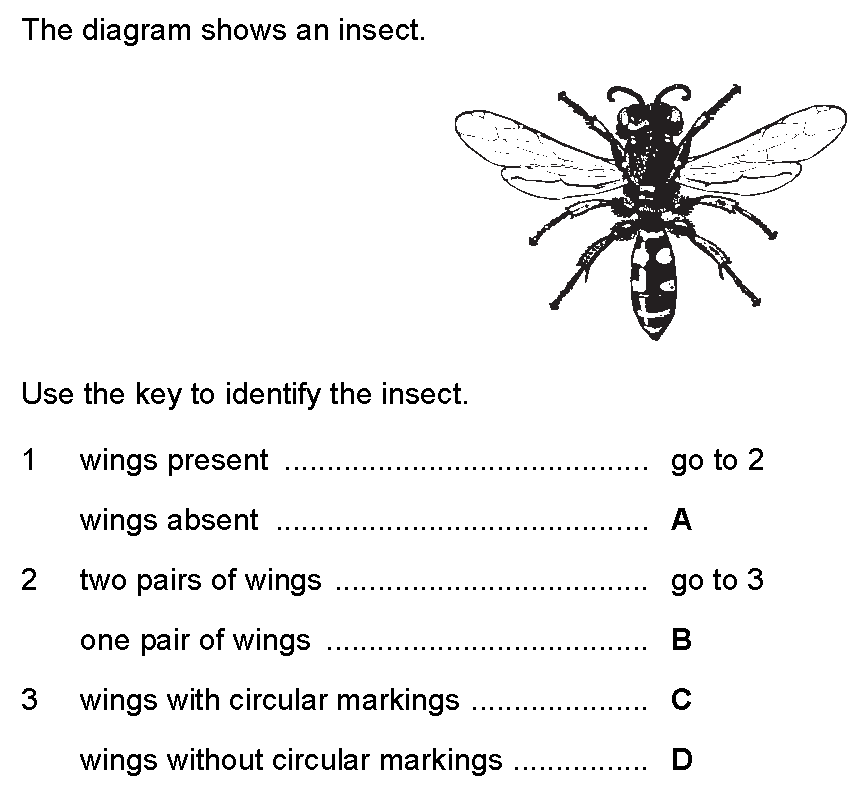 The diagram shows an insect.
Use the key to identify the insect.
1 wings present ........................................... go to 2
wings absent ............................................ A
2 two pairs of wings ..................................... go to 3
one pair of wings ...................................... B
3 wings with circular markings ..................... C
wings without circular markings ................ D